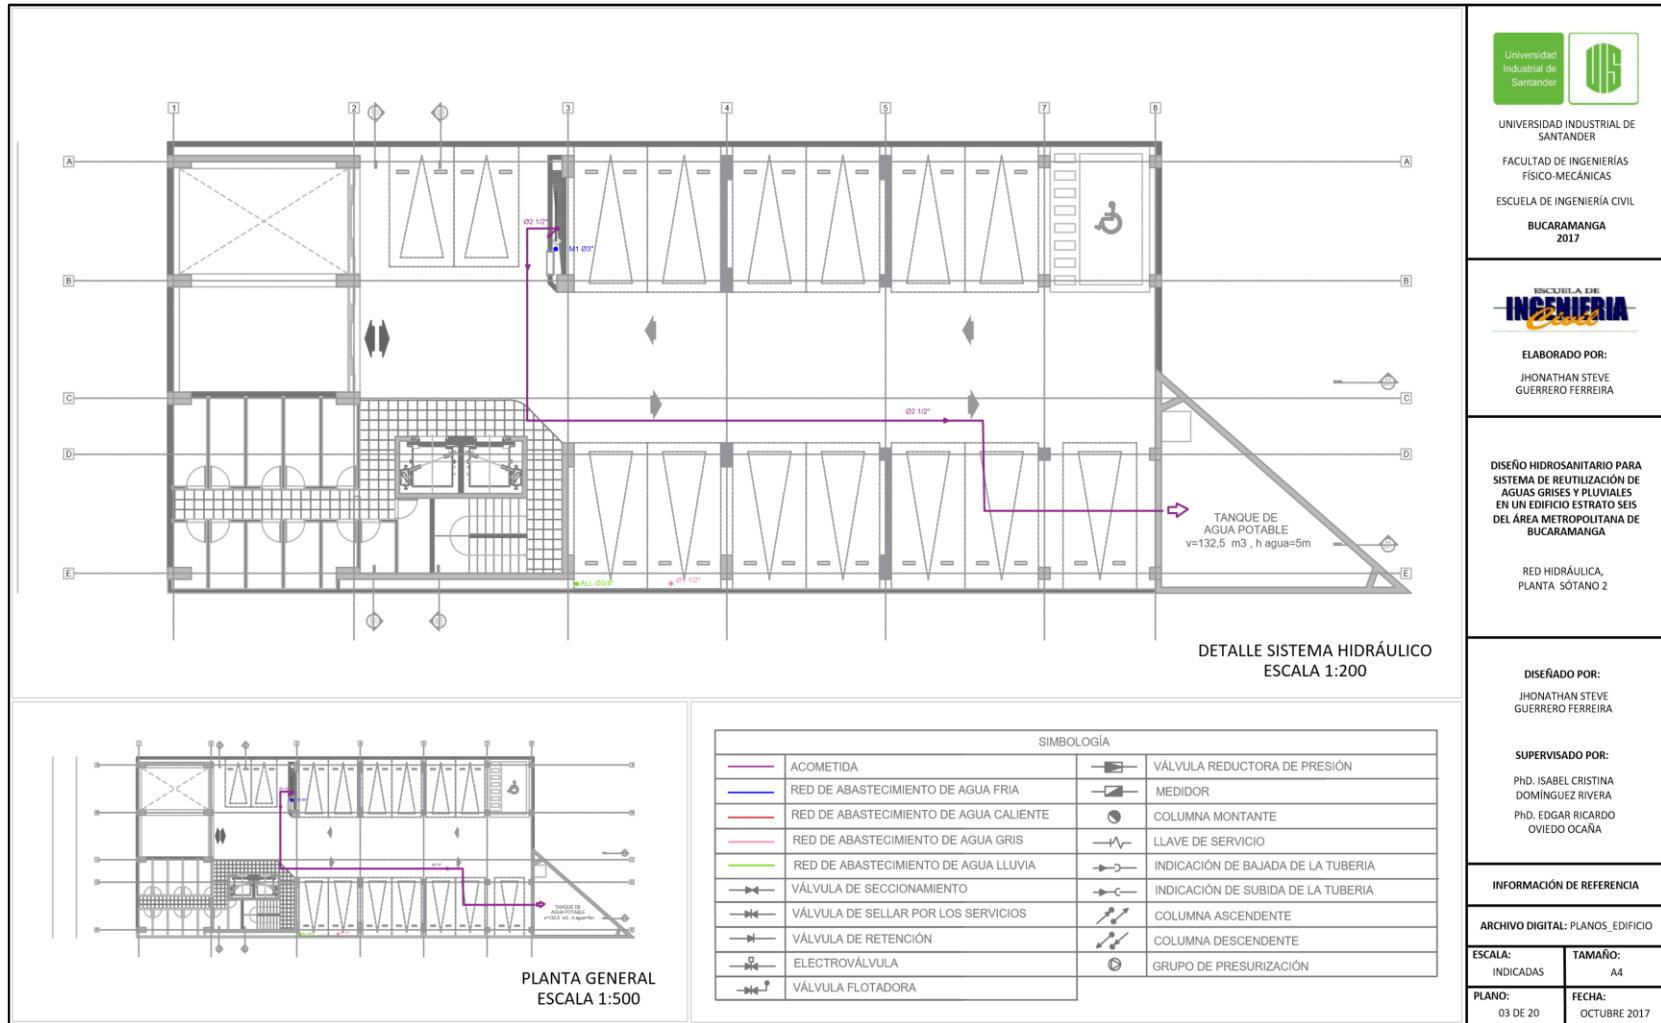 1
2
3
4
5
7
8
A
A
Ø2 1/2"
M1 Ø3"
B
B
C
C
Ø2 1/2"
D
D
TANQUE DE
AGUA POTABLE
v=132,5 m3 , h agua=5m
E
E
ALL Ø3/4"
DETALLE SISTEMA HIDRÁULICO
ESCALA 1:200
TANQUE DE
AGUA POTABLE
v=132,5 m3 , h agua=5m
PLANTA GENERAL
ESCALA 1:500
SIMBOLOGÍA
ACOMETIDA
VÁLVULA REDUCTORA DE PRESIÓN
RED DE ABASTECIMIENTO DE AGUA FRIA
MEDIDOR
RED DE ABASTECIMIENTO DE AGUA CALIENTE
COLUMNA MONTANTE
RED DE ABASTECIMIENTO DE AGUA GRIS
LLAVE DE SERVICIO
RED DE ABASTECIMIENTO DE AGUA LLUVIA
INDICACIÓN DE BAJADA DE LA TUBERIA
VÁLVULA DE SECCIONAMIENTO
INDICACIÓN DE SUBIDA DE LA TUBERIA
VÁLVULA DE SELLAR POR LOS SERVICIOS
COLUMNA ASCENDENTE
VÁLVULA DE RETENCIÓN
COLUMNA DESCENDENTE
ELECTROVÁLVULA
GRUPO DE PRESURIZACIÓN
VÁLVULA FLOTADORA
Universidad
Industrial de
Santander
UIS
UNIVERSIDAD INDUSTRIAL DE
SANTANDER
FACULTAD DE INGENIERÍAS
FÍSICO-MECÁNICAS
ESCUELA DE INGENIERÍA CIVIL
BUCARAMANGA
2017
ESCUELA DE
INGENIERIA
Civil
ELABORADO POR:
JHONATHAN STEVE
GUERRERO FERREIRA
DISEÑO HIDROSANITARIO PARA
SISTEMA DE REUTILIZACIÓN DE
AGUAS GRISES Y PLUVIALES
EN UN EDIFICIO ESTRATO SEIS
DEL ÁREA METROPOLITANA DE
BUCARAMANGA
RED HIDRÁULICA,
PLANTA SÓTANO 2
DISEÑADO POR:
JHONATHAN STEVE
GUERRERO FERREIRA
SUPERVISADO POR:
PhD. ISABEL CRISTINA
DOMÍNGUEZ RIVERA
PhD. EDGAR RICARDO
OVIEDO OCAÑA
INFORMACIÓN DE REFERENCIA
ARCHIVO DIGITAL: PLANOS_EDIFICIO
ESCALA:
INDICADAS
TAMAÑO:
A4
PLANO:
03 DE 20
FECHA:
OCTUBRE 2017